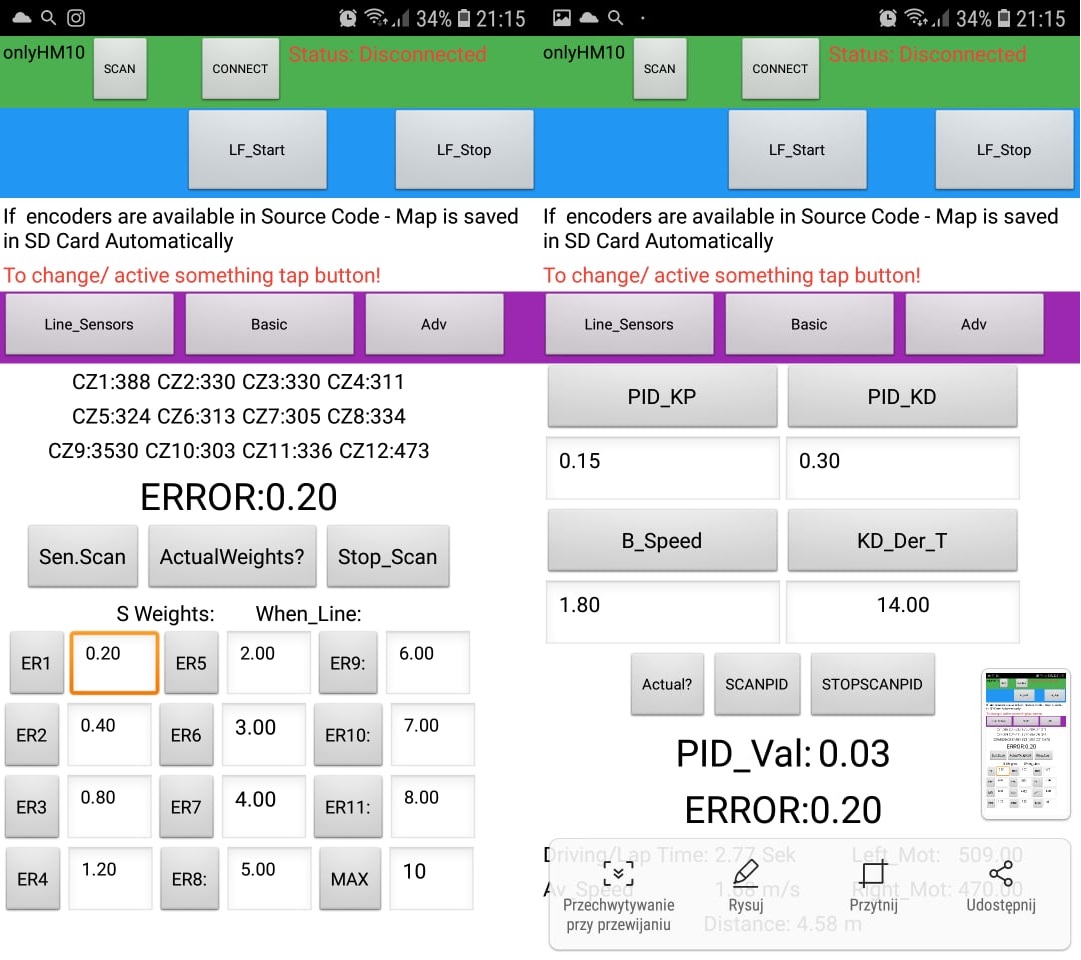 34% 21:15
onlyHM10 SCAN CONNECT Status: Disconnected
LF_Start LF_Stop
If encoders are available in Source Code - Map is saved
in SD Card Automatically
To change/ active something tap button!
Line_Sensors Basic Adv
CZ1:388 CZ2:330 CZ3:330 CZ4:311
CZ5:324 CZ6:313 CZ7:305 CZ8:334
CZ9:3530 CZ10:303 CZ11:336 CZ12:473
ERROR:0.20
Sen.Scan ActualWeights? Stop_Scan
S Weights: When_Line:
ER1 0.20 ER5 2.00 ER9: 6.00
ER2 0.40 ER6 3.00 ER10: 7.00
ER3 0.80 ER7 4.00 ER11: 8.00
ER4 1.20 ER8: 5.00 MAX 10
34% 21:15
onlyHM10 SCAN CONNECT Status: Disconnected
LF_Start LF_Stop
If encoders are available in Source Code - Map is saved
in SD Card Automatically
To change/ active something tap button!
Line_Sensors Basic Adv
PID_KP PID_KD
0.15 0.30
B_Speed KD_Der_T
1.80 14.00
Actual? SCANPID STOPSCANPID
PID_Val: 0.03
ERROR:0.20
Driving/Lap Time: 2.77 Sek Left_Mot: 509.00
Av_Speed 1.68 m/s Right_Mot: 470.00
Distance: 4.58 m
Przechwytywanie
przy przewijaniu
Rysuj
Przytnij
Udostępnij